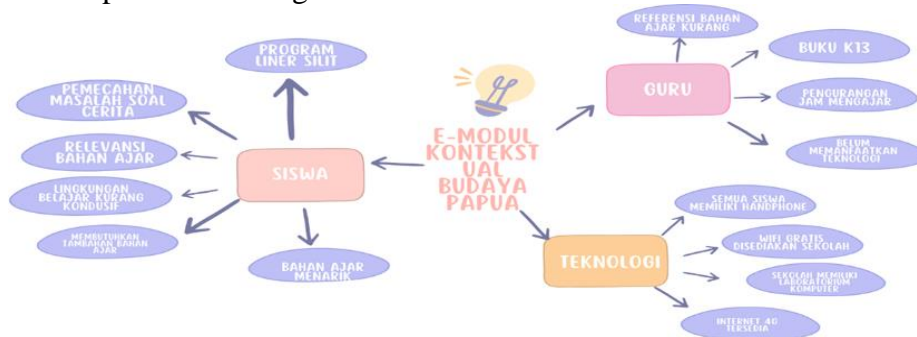 PROGRAM
LINER SILIT
PEMECAHAN
MASALAH SOAL
CERITA
RELEVANSI
BAHAN AJAR
LINGKUNGAN
BELAJAR KURANG
KONDUSIF
MEMBUTUHKAN
TAMBAHAN BAHAN
AJAR
BAHAN AJAR
MENARIK
SISWA
E-MODUL
KONTEKST
UAL
BUDAYA
PAPUA
REFERENSI BAHAN
AJAR KURANG
GURU
BUKU K13
PENGURANGAN
JAM MENGAJAR
BELUM
MEMANFAATKAN
TEKNOLOGI
TEKNOLOGI
SEMUA SISWA
MEMILIKI HANDPHONE
WIFI GRATIS
DISEDIAKAN SEKOLAH
SEKOLAH MEMILIKI
LABORATORIUM
KOMPUTER
INTERNET 4G
TERSEDIA